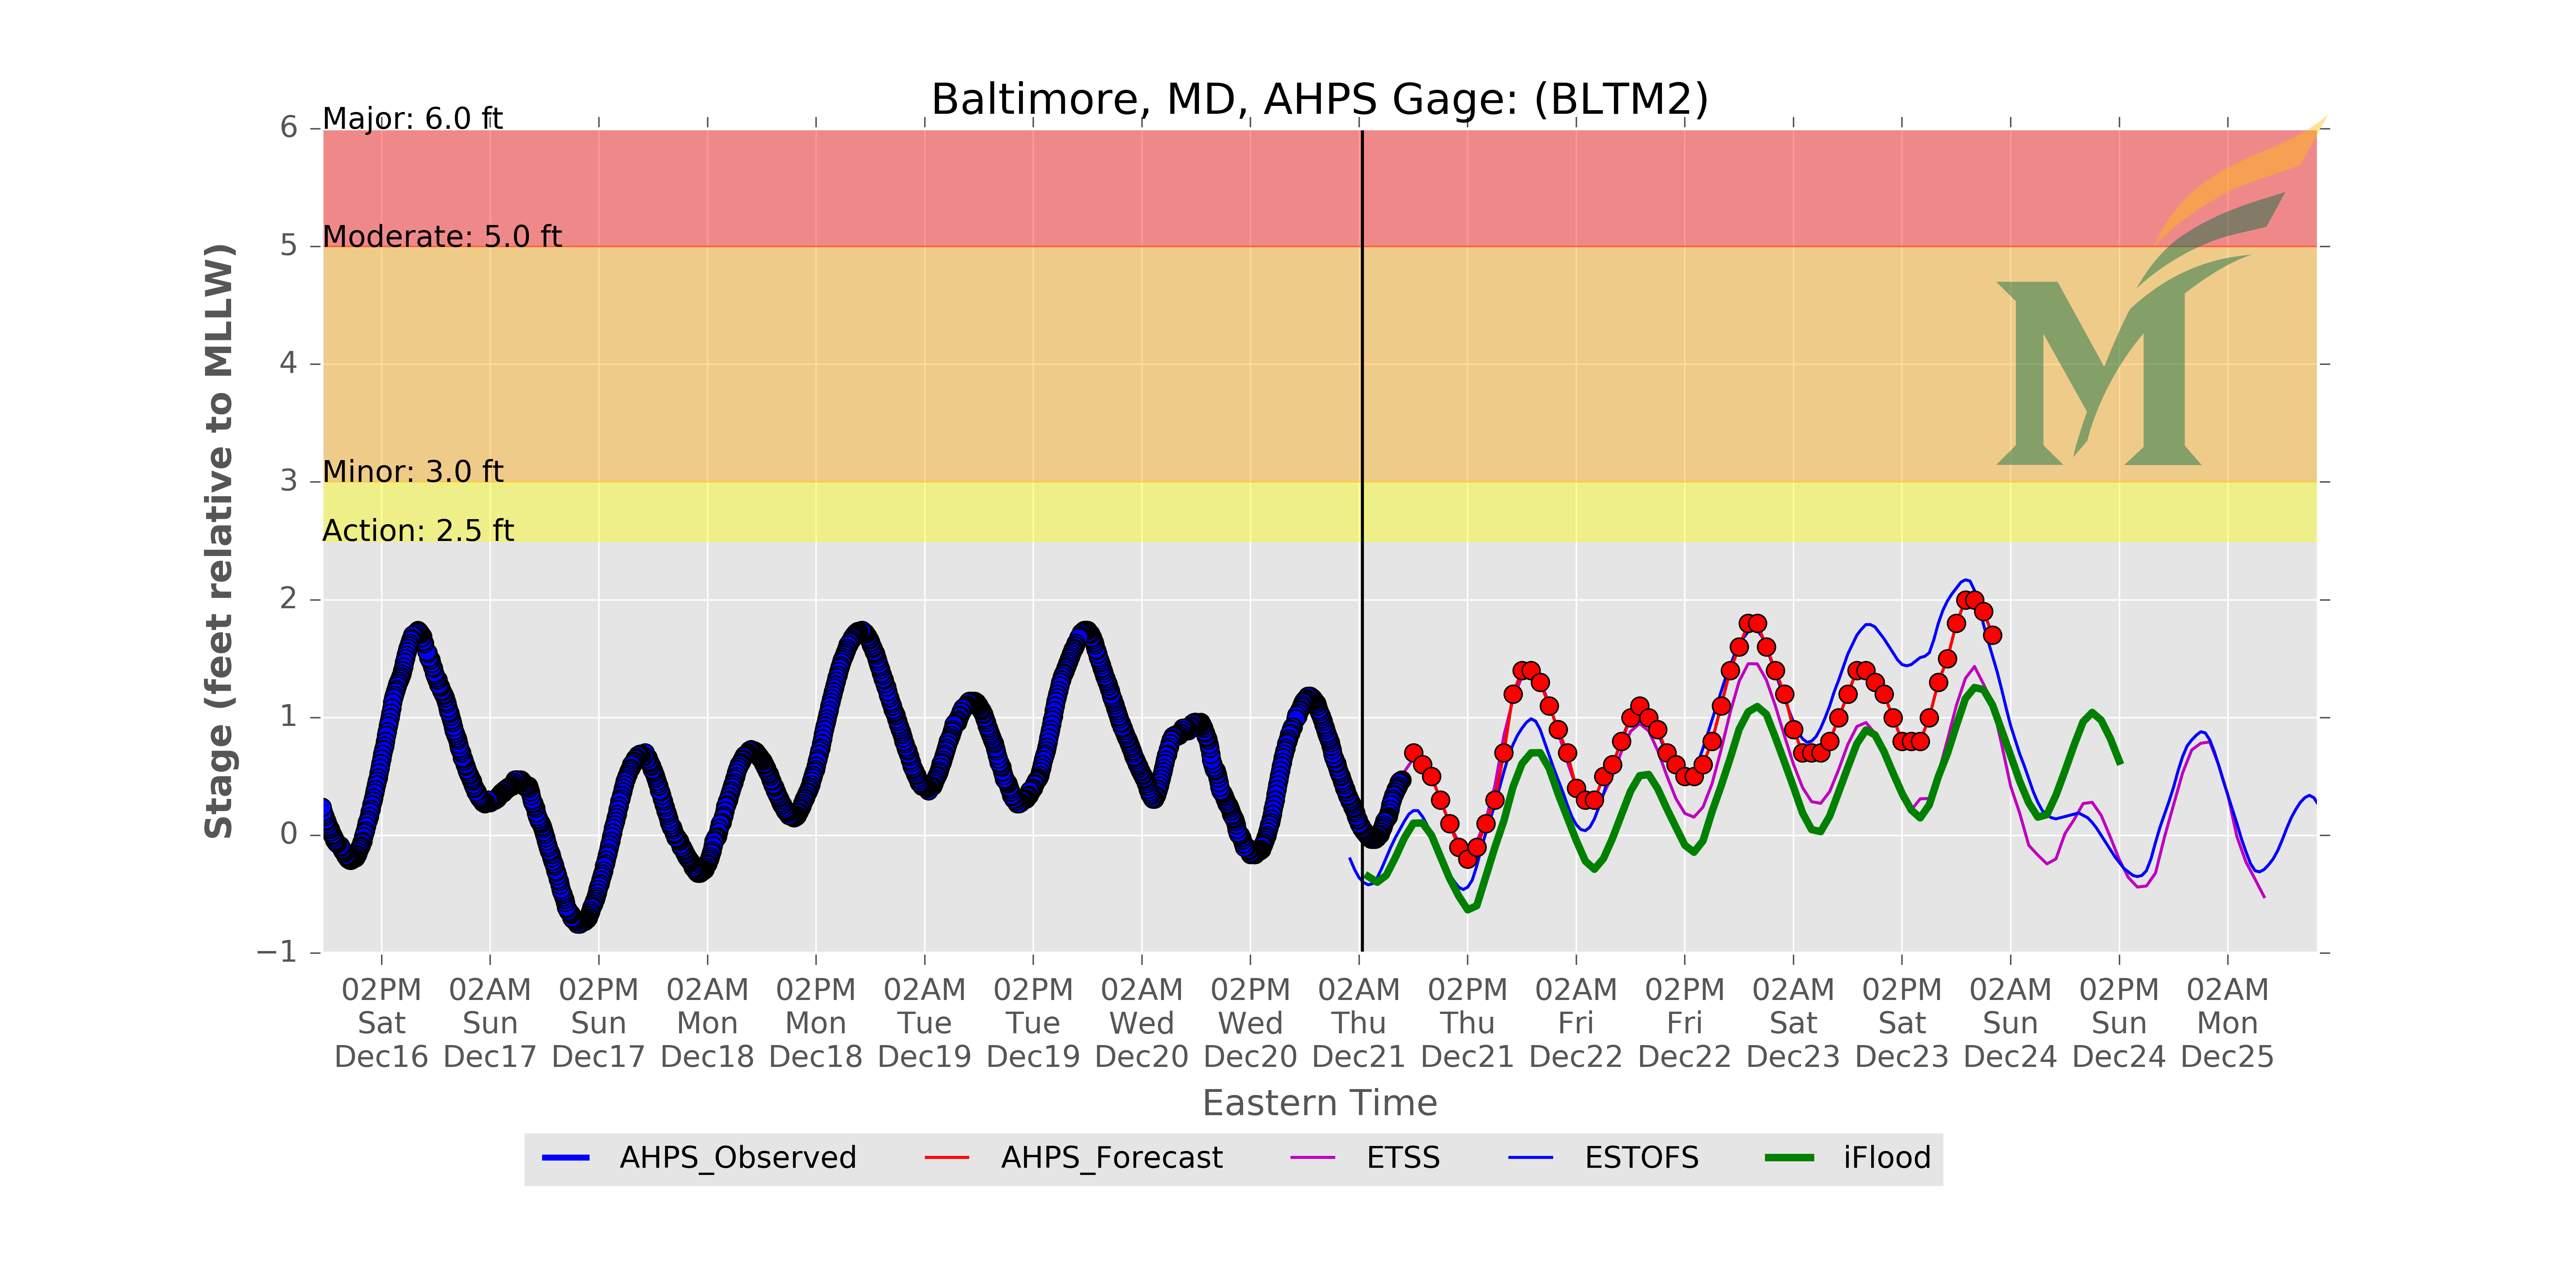 Baltimore, MD, AHPS Gage: (BLTM2)
Stage (feet relative to MLLW)
6
5
4
3
2
1
0
−1
Major: 6.0 ft
Moderate: 5.0 ft
Minor: 3.0 ft
Action: 2.5 ft
M
02PM 02AM 02PM 02AM 02PM 02AM 02PM 02AM 02PM 02AM 02PM 02AM 02PM 02AM 02PM 02AM 02PM 02AM
Sat Sun Sun Mon Mon Tue Tue Wed Wed Thu Thu Fri Fri Sat Sat Sun Sun Mon
Dec16 Dec17 Dec17 Dec18 Dec18 Dec19 Dec19 Dec20 Dec20 Dec21 Dec21 Dec22 Dec22 Dec23 Dec23 Dec24 Dec24 Dec25
Eastern Time
AHPS_Observed AHPS_Forecast ETSS ESTOFS iFlood